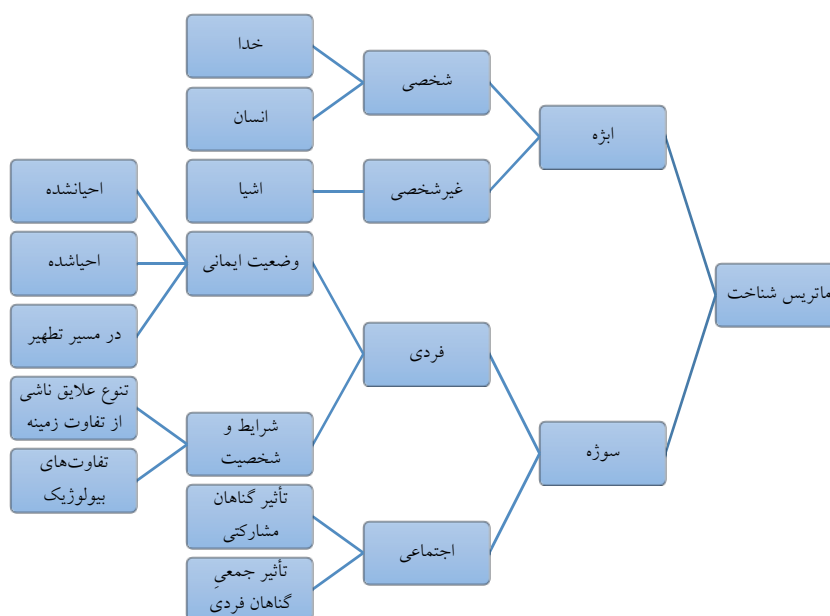 ماتریس شناخت
ابژه
شخصی
خدا
انسان
غیرشخصی
اشیا
سوژه
فردی
وضعیت ایمانی
احیانشده
احیاشده
در مسیر تطهیر
شرایط و
شخصیت
تنوع علایق ناشی
از تفاوت زمینه
تفاوت‌های
بیولوژیک
اجتماعی
تأثیر گناهان
مشارکتی
تأثیر جمعیِ
گناهان فردی